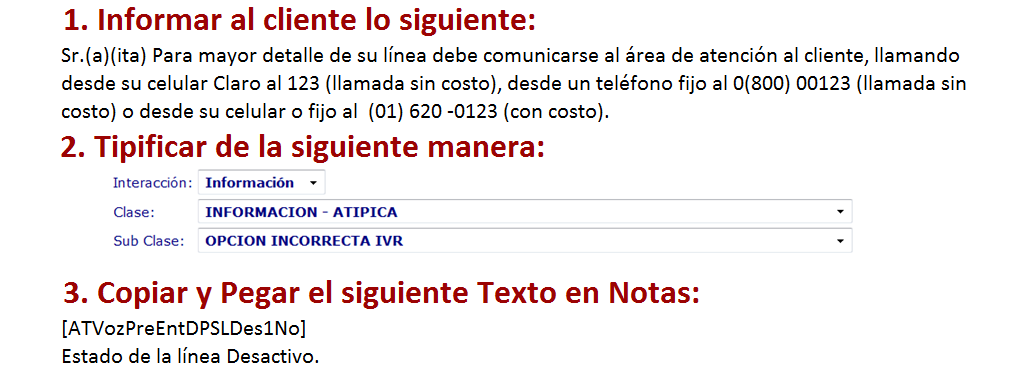 1. Informar al cliente lo siguiente:
Sr.(a)(ita) Para mayor detalle de su línea debe comunicarse al área de atención al cliente, llamando
desde su celular Claro al 123 (llamada sin costo), desde un teléfono fijo al 0(800) 00123 (llamada sin
costo) o desde su celular o fijo al  (01) 620 -0123 (con costo).
2. Tipificar de la siguiente manera:
Interacción: Información
Clase: INFORMACION - ATIPICA
Sub Clase: OPCION INCORRECTA IVR
3. Copiar y Pegar el siguiente Texto en Notas:
[ATVozPreEntDPSLDes1No]
Estado de la línea Desactivo.